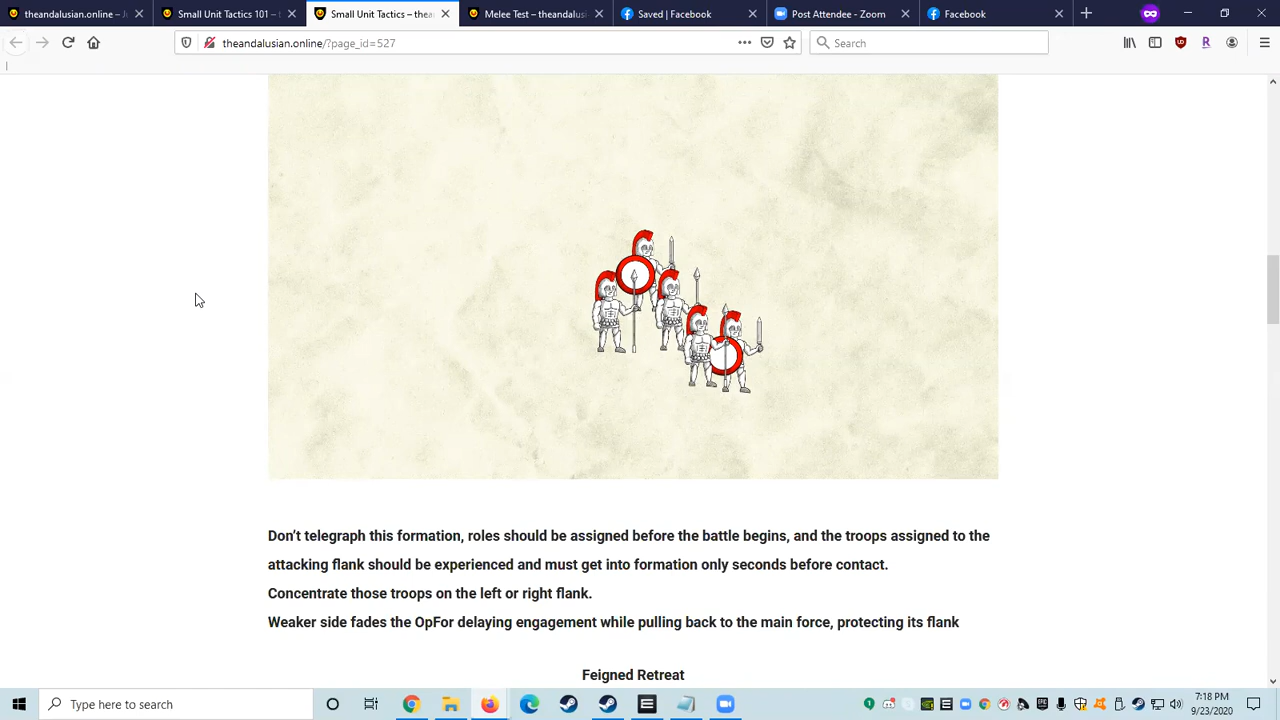 theandalusian.Online – J
Small Unit Tactics 101 – t
Small Unit Tactics – thea
Melee Test – theandalusi
Saved | Facebook
Post Attendee - Zoom
Facebook
theandalusian.online/?page_id=527
Search
Don't telegraph this formation, roles should be assigned before the battle begins, and the troops assigned to the
attacking flank should be experienced and must get into formation only seconds before contact.
Concentrate those troops on the left or right flank.
Weaker side fades the OpFor delaying engagement while pulling back to the main force, protecting its flank
Feigned Retreat
Type here to search
7:18 PM
9/23/2020